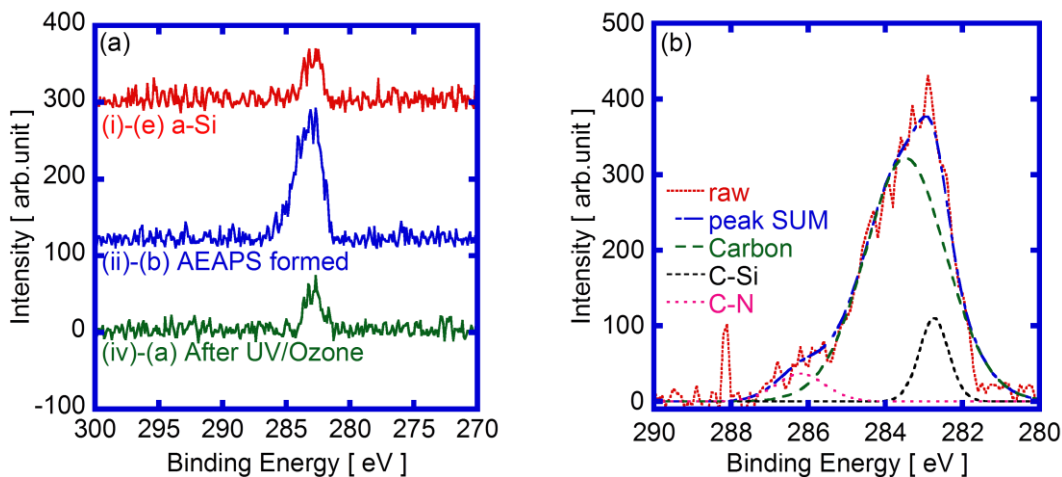 (a)
400
300
200
100
0
-100
Intensity [ arb.unit ]
(i)-(e) a-Si
(ii)-(b) AEAPS formed
(iv)-(a) After UV/Ozone
300 295 290 285 280 275 270
Binding Energy [ eV ]
(b)
500
400
300
200
100
0
Intensity [ arb.unit ]
raw
peak SUM
Carbon
C-Si
C-N
290 288 286 284 282 280
Binding Energy [ eV ]